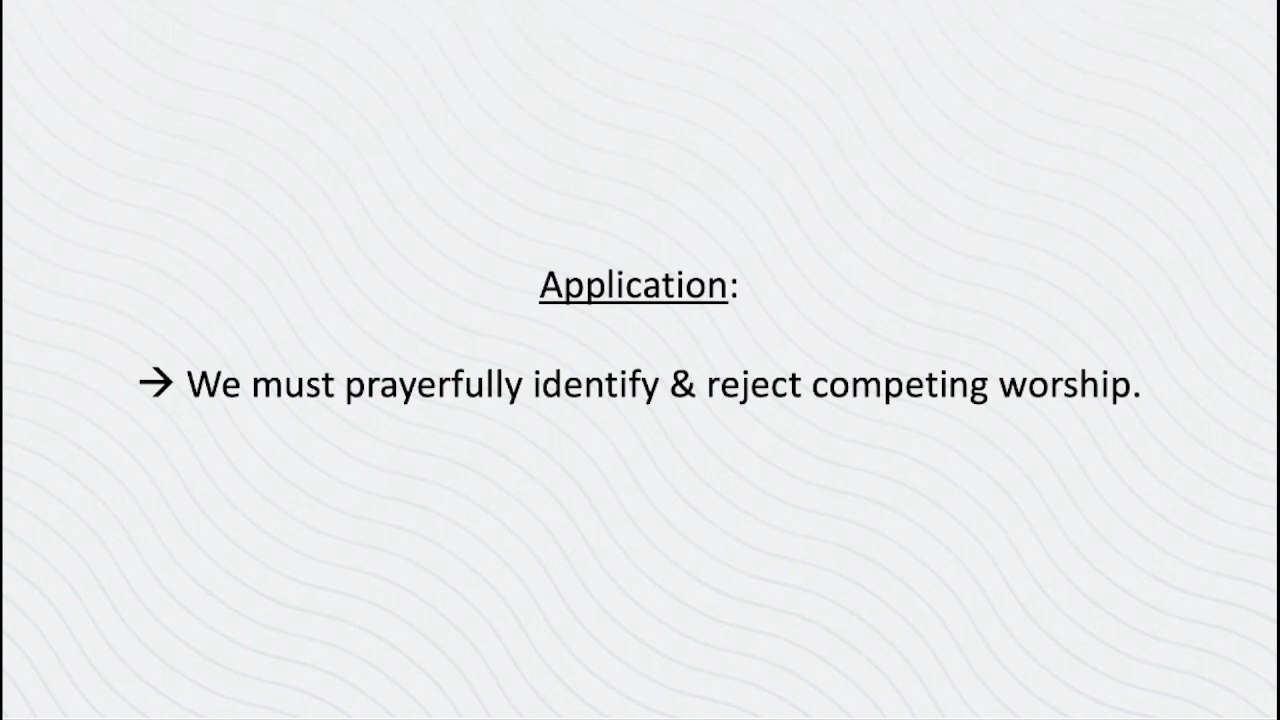 Application:
→ We must prayerfully identify & reject competing worship.